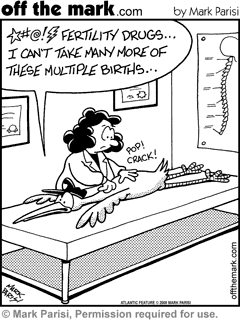 off the mark.com
by Mark Parisi
☆#@!⚡ FERTILITY DRUGS...
I CAN'T TAKE MANY MORE OF
THESE MULTIPLE BIRTHS...
POP!
CRACK!
MARK
PARISI
offthemark.com
ATLANTIC FEATURE © 2008 MARK PARISI
© Mark Parisi, Permission required for use.